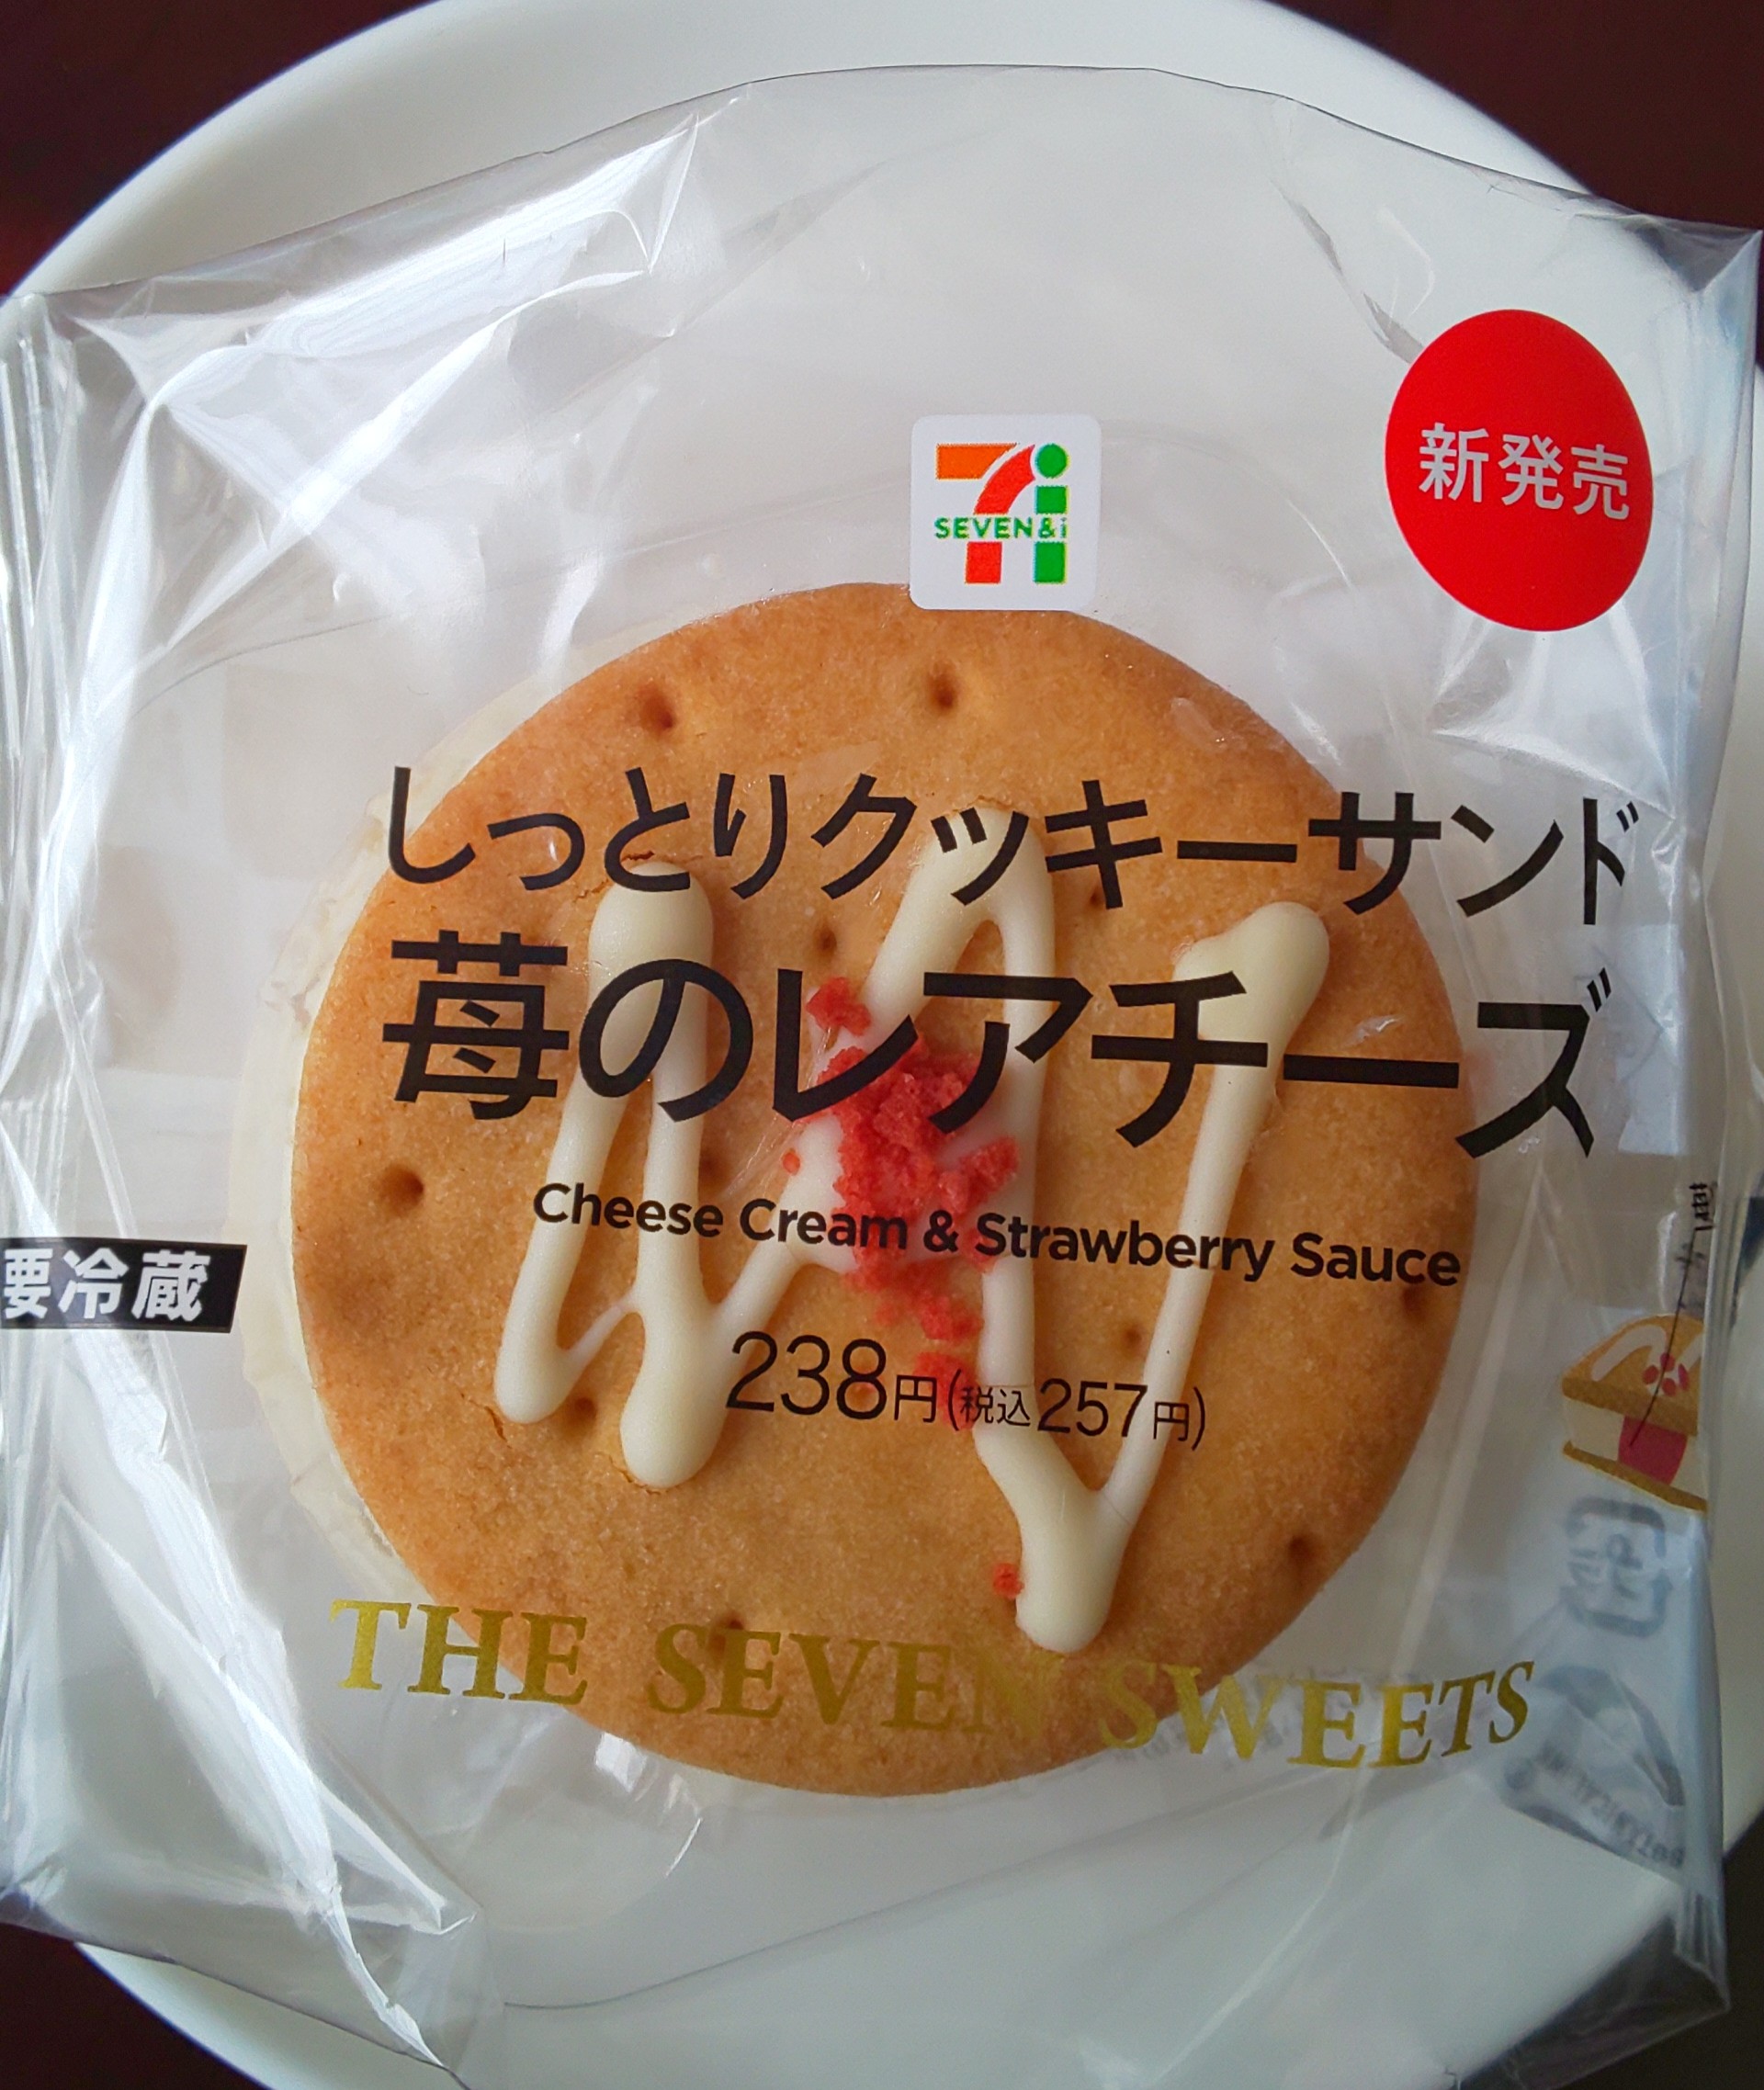 SEVEN&i
新発売
しっとりクッキーサンド
苺のレアチーズ
Cheese Cream & Strawberry Sauce
要冷蔵
238円(税込257円)
THE SEVEN SWEETS